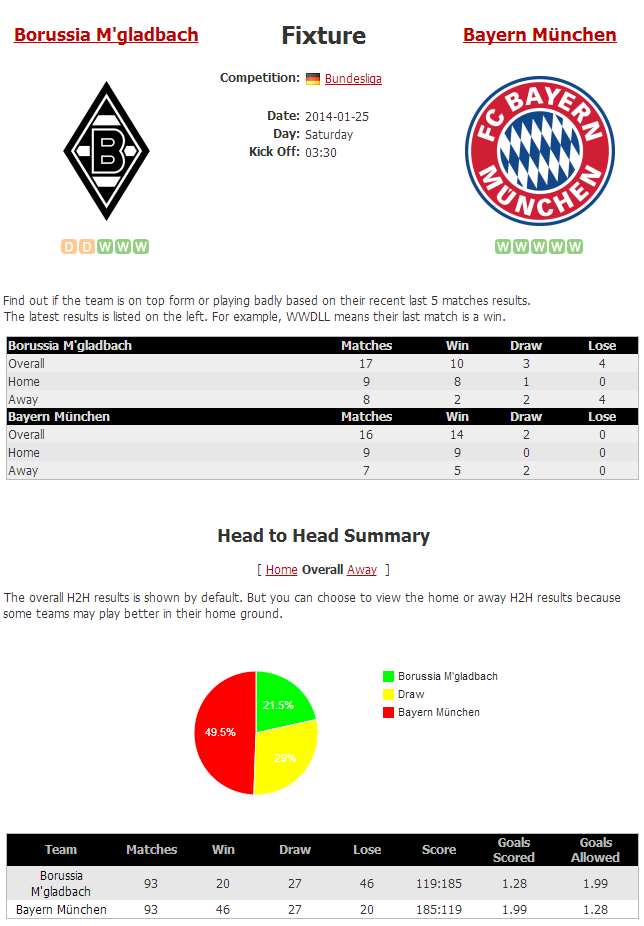 Borussia M'gladbach
Fixture
Bayern München
Competition: Bundesliga
Date: 2014-01-25
Day: Saturday
Kick Off: 03:30
B
FC BAYERN
MÜNCHEN
D D W W W
W W W W W
Find out if the team is on top form or playing badly based on their recent last 5 matches results.
The latest results is listed on the left. For example, WWDLL means their last match is a win.
Borussia M'gladbach Matches Win Draw Lose
Overall 17 10 3 4
Home 9 8 1 0
Away 8 2 2 4
Bayern München Matches Win Draw Lose
Overall 16 14 2 0
Home 9 9 0 0
Away 7 5 2 0
Head to Head Summary
[ Home Overall Away ]
The overall H2H results is shown by default. But you can choose to view the home or away H2H results because
some teams may play better in their home ground.
Borussia M'gladbach
Draw
Bayern München
21.5%
49.5%
29%
Team Matches Win Draw Lose Score Goals Scored Goals Allowed
Borussia M'gladbach 93 20 27 46 119:185 1.28 1.99
Bayern München 93 46 27 20 185:119 1.99 1.28